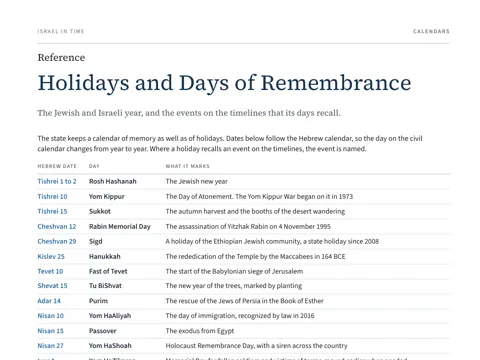 ISRAEL IN TIME
CALENDARS
Reference
Holidays and Days of Remembrance
The Jewish and Israeli year, and the events on the timelines that its days recall.
The state keeps a calendar of memory as well as of holidays. Dates below follow the Hebrew calendar, so the day on the civil
calendar changes from year to year. Where a holiday recalls an event on the timelines, the event is named.
HEBREW DATE DAY WHAT IT MARKS
Tishrei 1 to 2 Rosh Hashanah The Jewish new year
Tishrei 10 Yom Kippur The Day of Atonement. The Yom Kippur War began on it in 1973
Tishrei 15 Sukkot The autumn harvest and the booths of the desert wandering
Cheshvan 12 Rabin Memorial Day The assassination of Yitzhak Rabin on 4 November 1995
Cheshvan 29 Sigd A holiday of the Ethiopian Jewish community, a state holiday since 2008
Kislev 25 Hanukkah The rededication of the Temple by the Maccabees in 164 BCE
Tevet 10 Fast of Tevet The start of the Babylonian siege of Jerusalem
Shevat 15 Tu BiShvat The new year of the trees, marked by planting
Adar 14 Purim The rescue of the Jews of Persia in the Book of Esther
Nisan 10 Yom HaAliyah The day of immigration, recognized by law in 2016
Nisan 15 Passover The exodus from Egypt
Nisan 27 Yom HaShoah Holocaust Remembrance Day, with a siren across the country